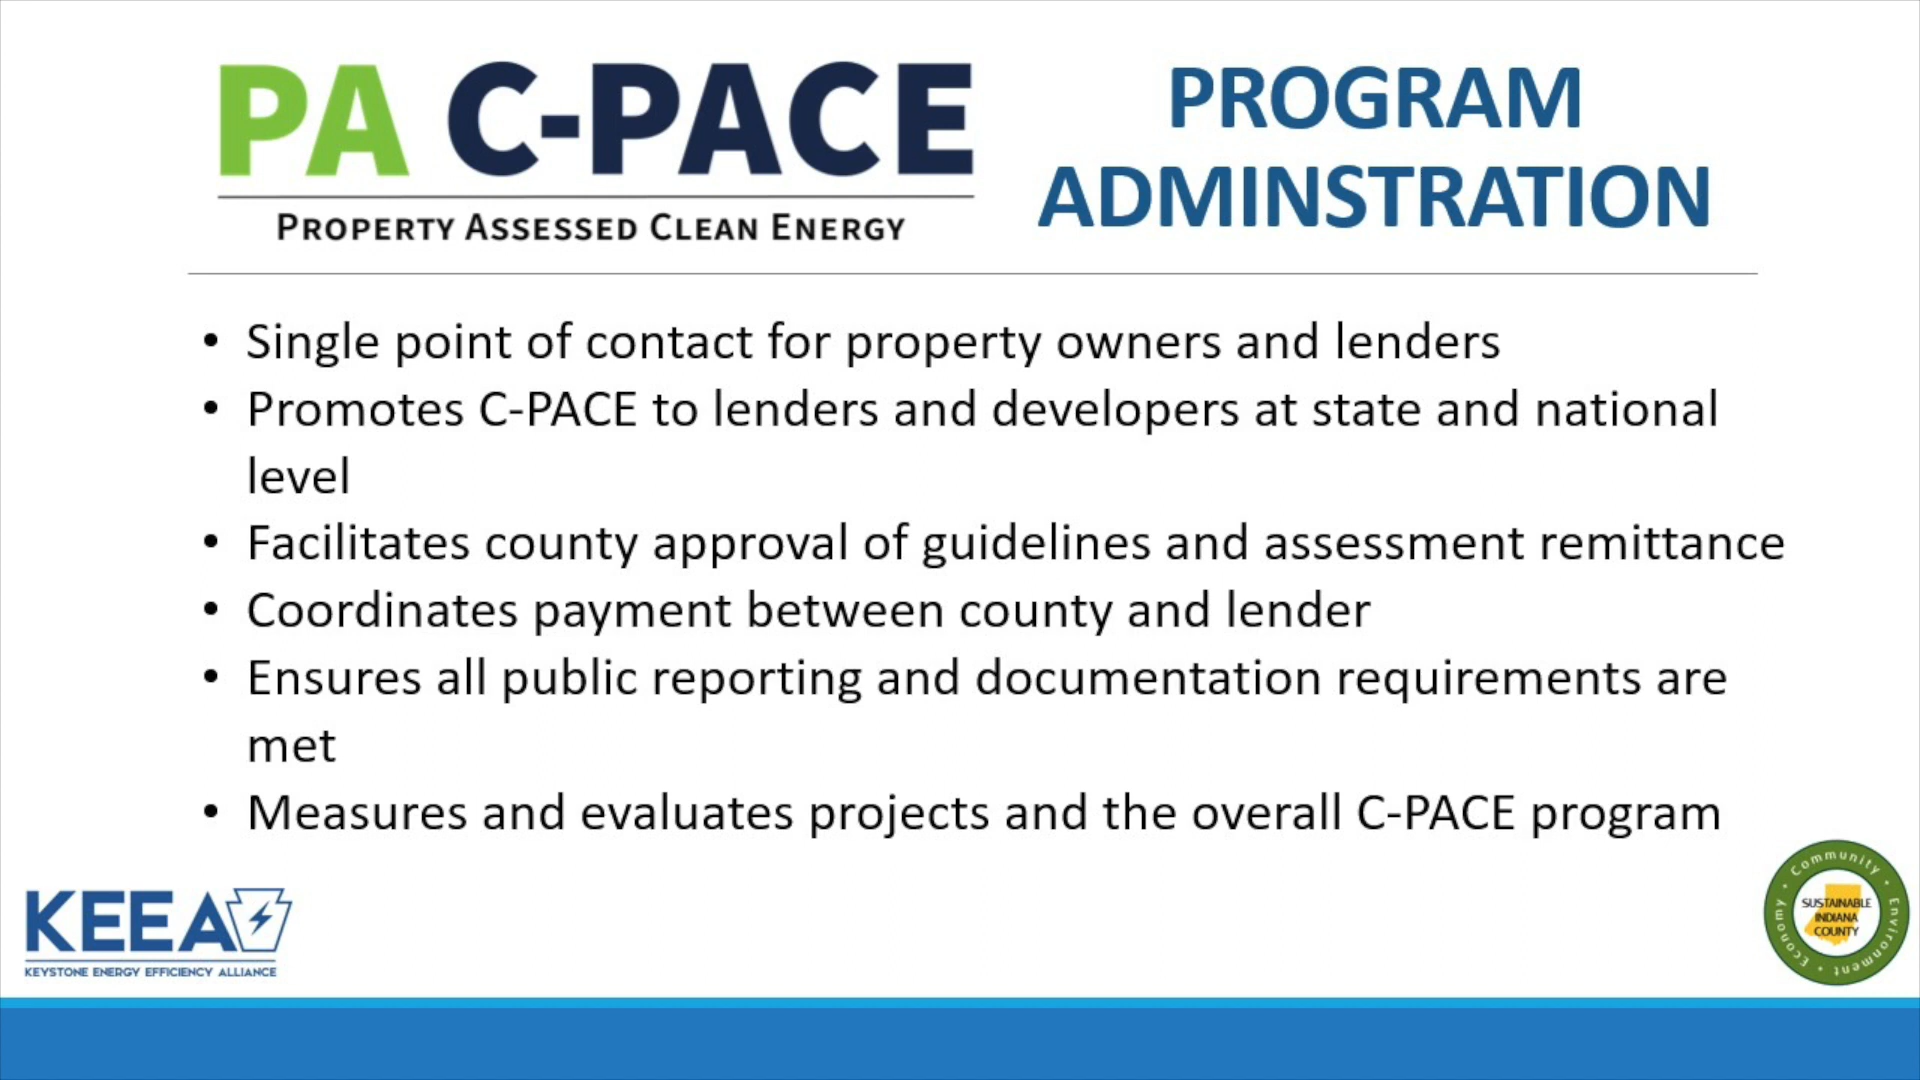 PA C-PACE
PROPERTY ASSESSED CLEAN ENERGY
PROGRAM
ADMINSTRATION
• Single point of contact for property owners and lenders
• Promotes C-PACE to lenders and developers at state and national
level
• Facilitates county approval of guidelines and assessment remittance
• Coordinates payment between county and lender
• Ensures all public reporting and documentation requirements are
met
• Measures and evaluates projects and the overall C-PACE program
KEEA
KEYSTONE ENERGY EFFICIENCY ALLIANCE
Community • Environment • Economy •
SUSTAINABLE
INDIANA
COUNTY